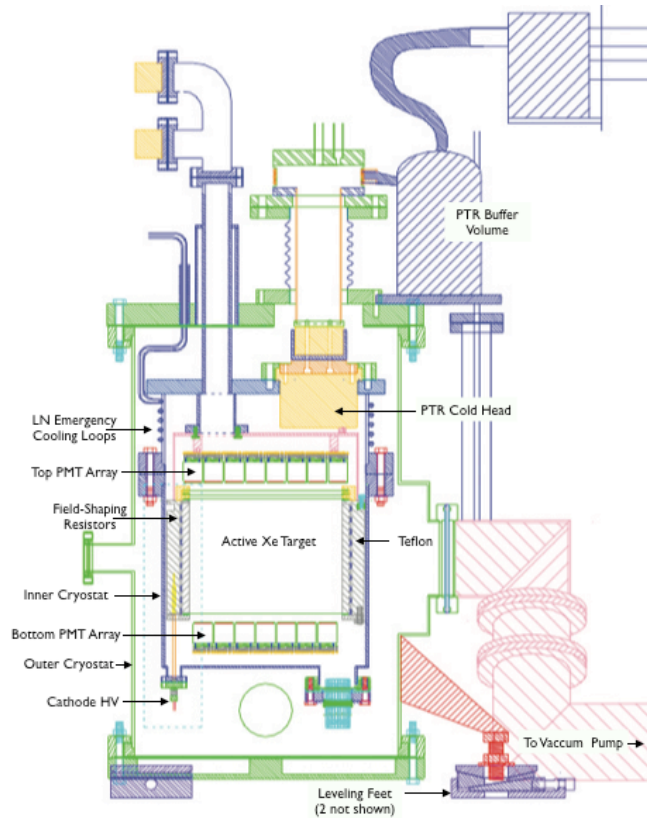 PTR Buffer
Volume
LN Emergency
Cooling Loops
PTR Cold Head
Top PMT Array
Field-Shaping
Resistors
Active Xe Target
Teflon
Inner Cryostat
Bottom PMT Array
Outer Cryostat
Cathode HV
To Vaccum Pump
Leveling Feet
(2 not shown)